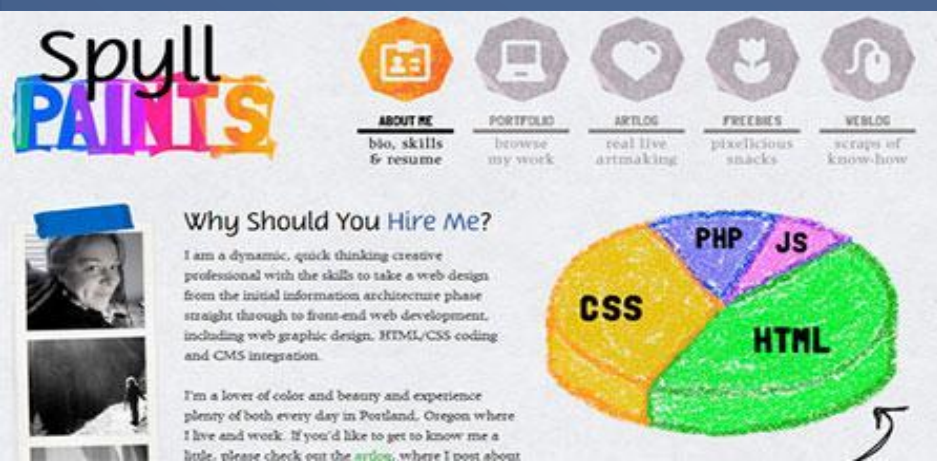 Spyll
PAINTS
ABOUT ME
bio, skills
& resume
PORTFOLIO
browse
my work
ARTLOG
real live
artmaking
FREEBIES
pixelicious
snacks
WEBLOG
scraps of
know-how
Why Should You Hire Me?
I am a dynamic, quick thinking creative
professional with the skills to take a web design
from the initial information architecture phase
straight through to front-end web development,
including web graphic design, HTML/CSS coding
and CMS integration.
I'm a lover of color and beauty and experience
plenty of both every day in Portland, Oregon where
I live and work. If you'd like to get to know me a
little, please check out the artlog, where I post about
CSS
PHP
JS
HTML